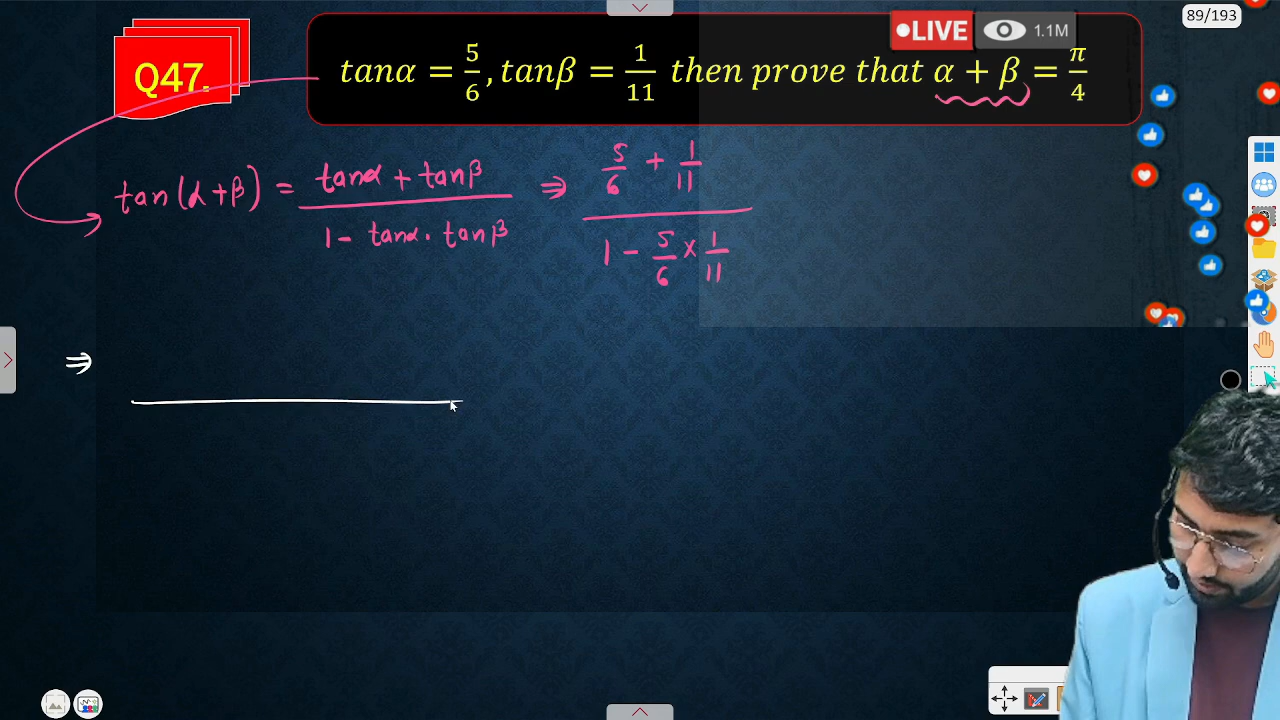 89/193
LIVE 1.1M
Q47.
tanα = 5/6, tanβ = 1/11 then prove that α + β = π/4
tan(α+β) = (tanα + tanβ)/(1 - tanα · tanβ) ⇒ (5/6 + 1/11)/(1 - 5/6 × 1/11)
⇒